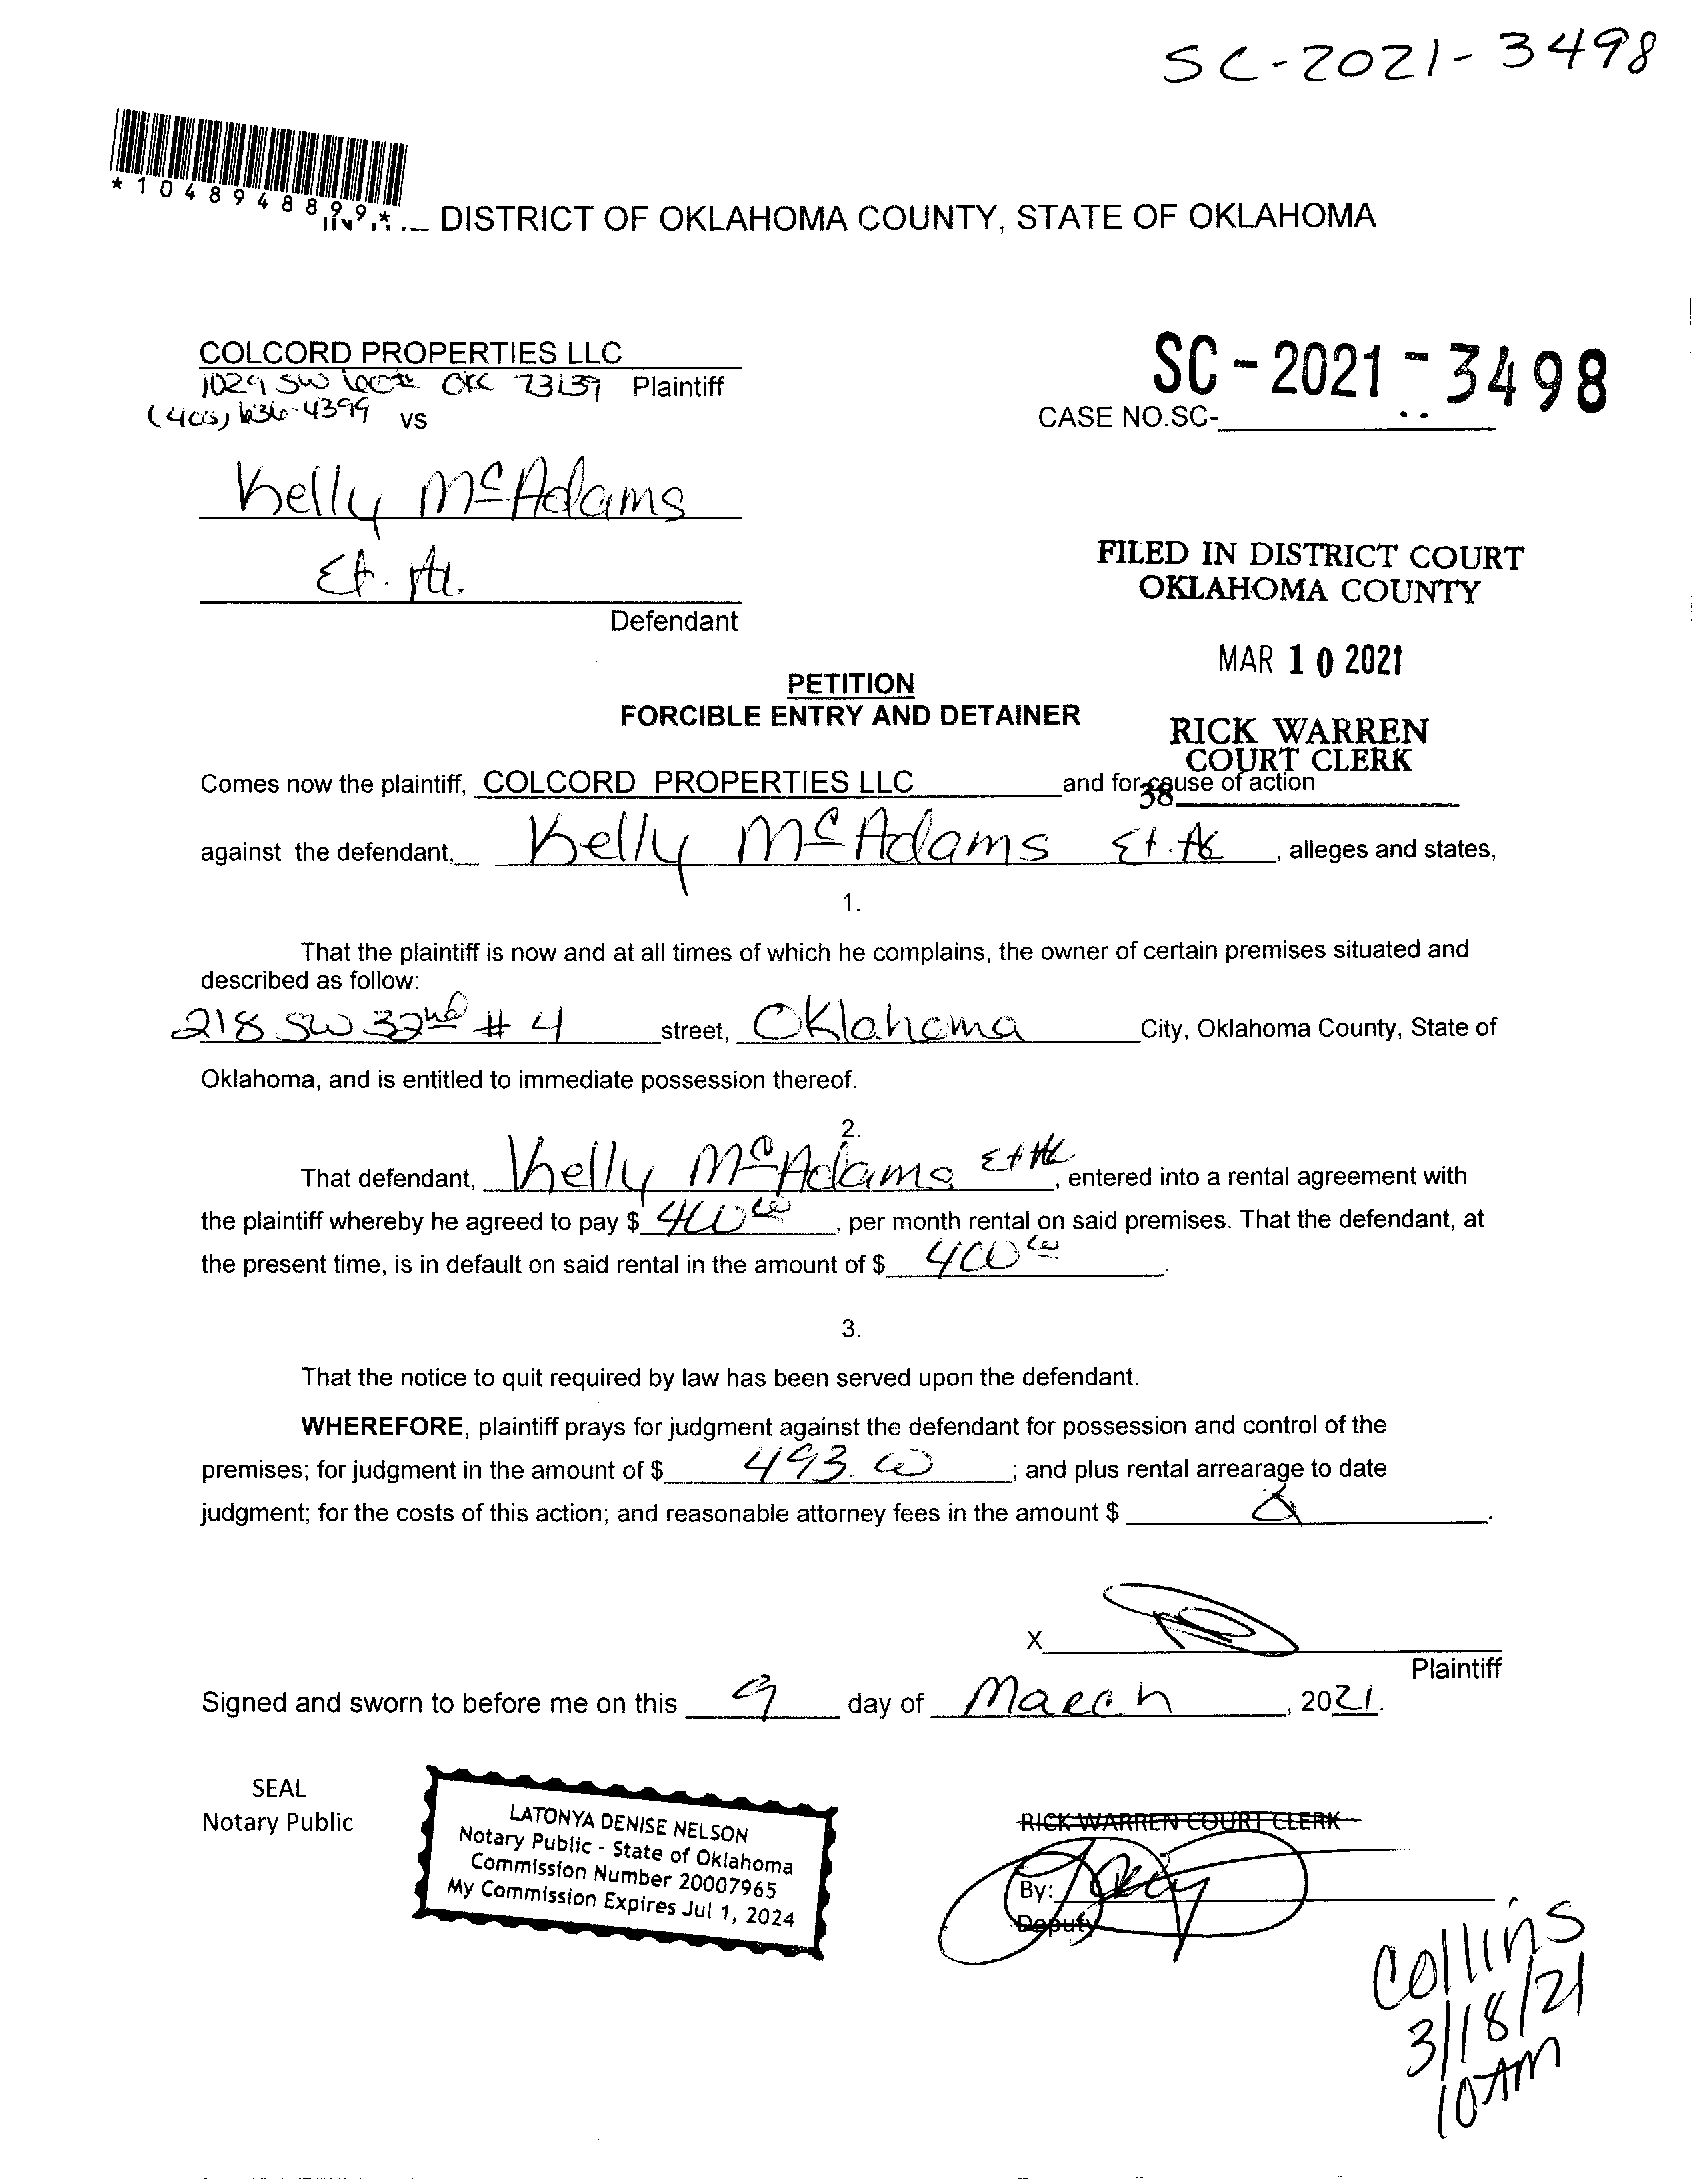 SC-2021-3498
*1048948899*
DISTRICT OF OKLAHOMA COUNTY, STATE OF OKLAHOMA
COLCORD PROPERTIES LLC
1029 SW OKC 73139 Plaintiff
(405) 636-4399 vs
SC-2021-3498
CASE NO.SC-
Kelly McAdams
Et. Al.
Defendant
FILED IN DISTRICT COURT
OKLAHOMA COUNTY
MAR 10 2021
PETITION
FORCIBLE ENTRY AND DETAINER
RICK WARREN
COURT CLERK
38
Comes now the plaintiff, COLCORD PROPERTIES LLC and for cause of action
against the defendant, Kelly McAdams Et. Al, alleges and states,
1.
That the plaintiff is now and at all times of which he complains, the owner of certain premises situated and
described as follow:
218 SW 32nd # 4 street, Oklahoma City, Oklahoma County, State of
Oklahoma, and is entitled to immediate possession thereof.
2.
That defendant, Kelly McAdams Et Al, entered into a rental agreement with
the plaintiff whereby he agreed to pay $ 400 00, per month rental on said premises. That the defendant, at
the present time, is in default on said rental in the amount of $ 400 00.
3.
That the notice to quit required by law has been served upon the defendant.
WHEREFORE, plaintiff prays for judgment against the defendant for possession and control of the
premises; for judgment in the amount of $ 493.00; and plus rental arrearage to date
judgment; for the costs of this action; and reasonable attorney fees in the amount $ .
X
Plaintiff
Signed and sworn to before me on this 9 day of March, 2021.
SEAL
Notary Public
LATONYA DENISE NELSON
Notary Public - State of Oklahoma
Commission Number 20007965
My Commission Expires Jul 1, 2024
RICK WARREN COURT CLERK
By:
Deputy
Collins
3/18/21
10 AM